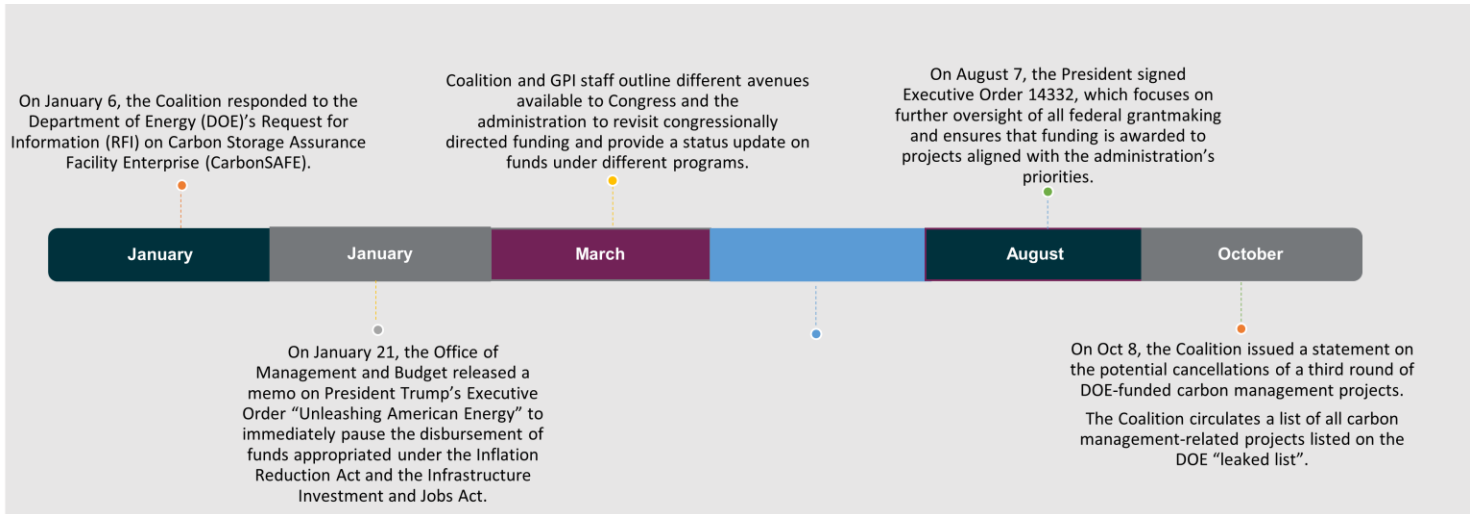 On January 6, the Coalition responded to the
Department of Energy (DOE)'s Request for
Information (RFI) on Carbon Storage Assurance
Facility Enterprise (CarbonSAFE).
Coalition and GPI staff outline different avenues
available to Congress and the
administration to revisit congressionally
directed funding and provide a status update on
funds under different programs.
On August 7, the President signed
Executive Order 14332, which focuses on
further oversight of all federal grantmaking
and ensures that funding is awarded to
projects aligned with the administration's
priorities.
January
January
March
August
October
On January 21, the Office of
Management and Budget released a
memo on President Trump's Executive
Order “Unleashing American Energy” to
immediately pause the disbursement of
funds appropriated under the Inflation
Reduction Act and the Infrastructure
Investment and Jobs Act.
On Oct 8, the Coalition issued a statement on
the potential cancellations of a third round of
DOE-funded carbon management projects.
The Coalition circulates a list of all carbon
management-related projects listed on the
DOE “leaked list”.